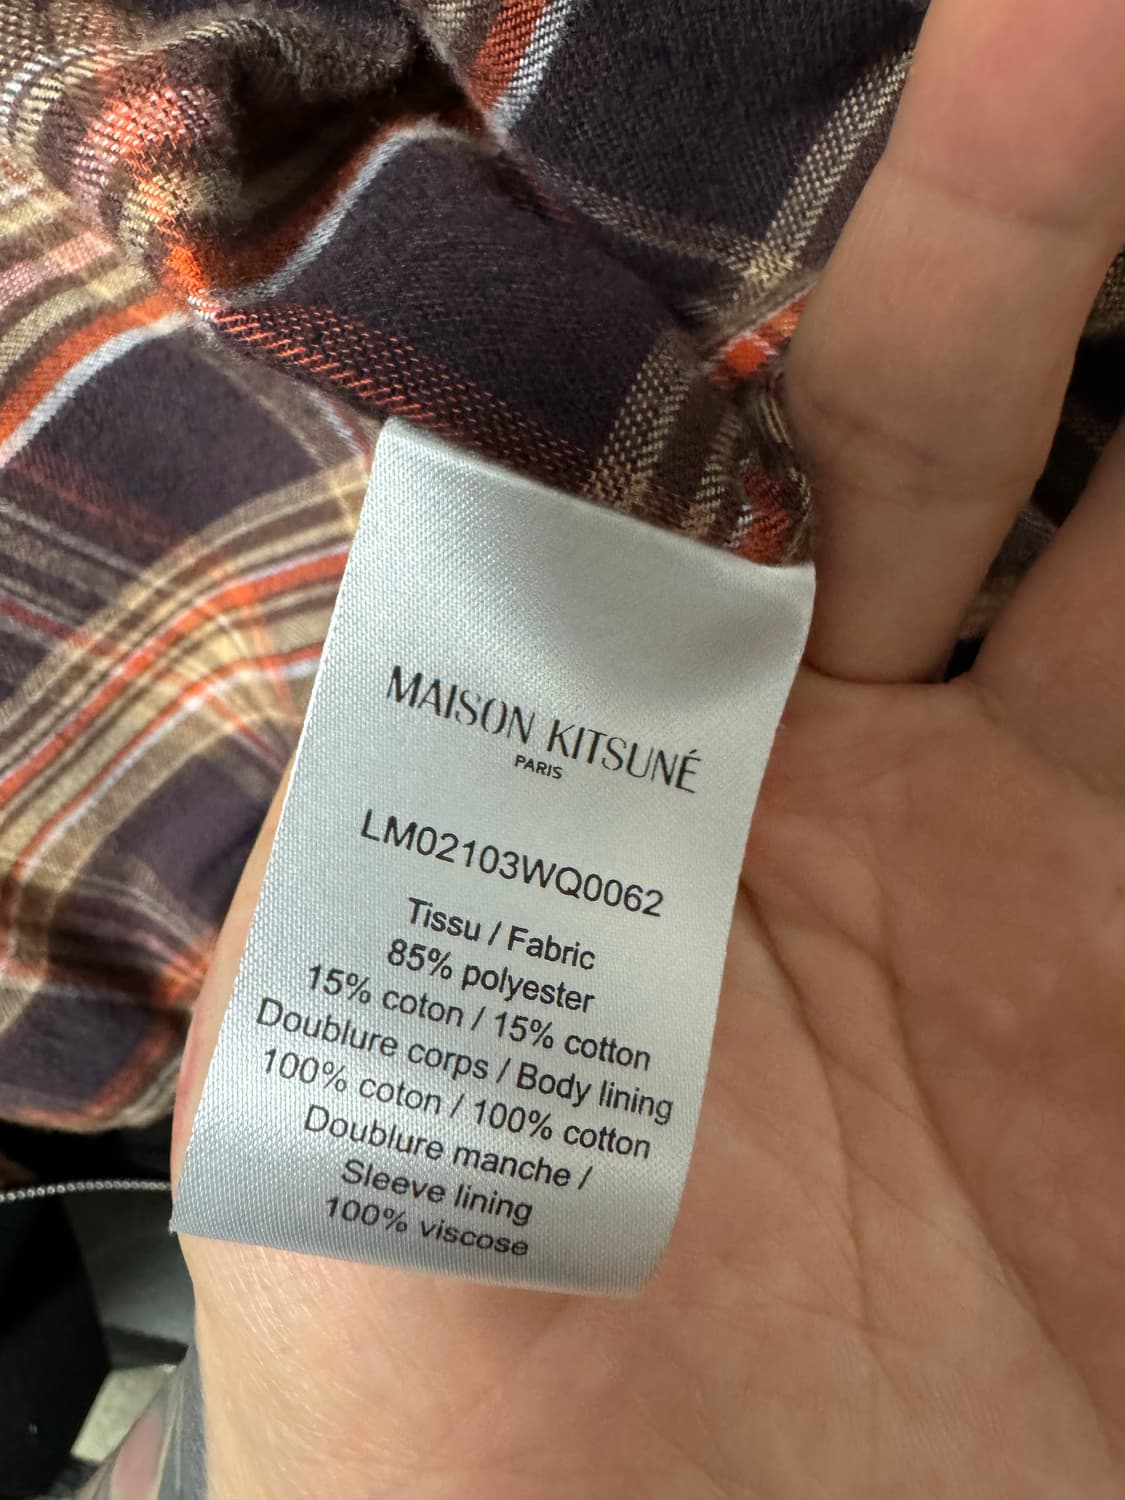 MAISON KITSUNÉ
PARIS
LM02103WQ0062
Tissu / Fabric
85% polyester
15% coton / 15% cotton
Doublure corps / Body lining
100% coton / 100% cotton
Doublure manche /
Sleeve lining
100% viscose